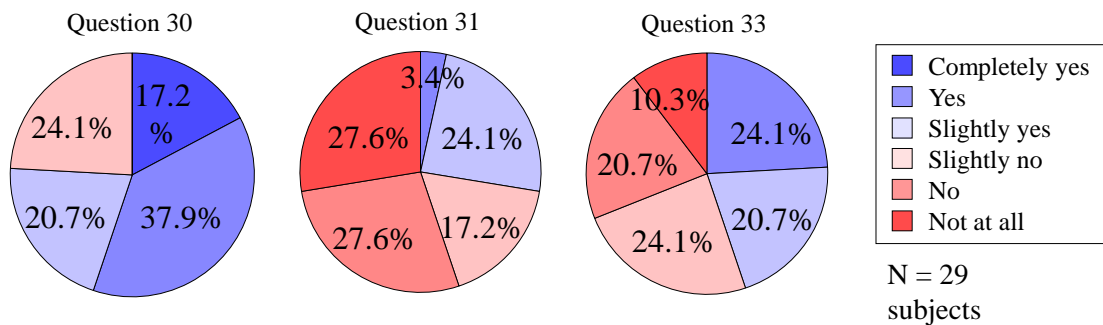 Question 30
17.2
%
37.9%
20.7%
24.1%
Question 31
3.4%
24.1%
17.2%
27.6%
27.6%
Question 33
24.1%
20.7%
24.1%
20.7%
10.3%
Completely yes
Yes
Slightly yes
Slightly no
No
Not at all
N = 29
subjects